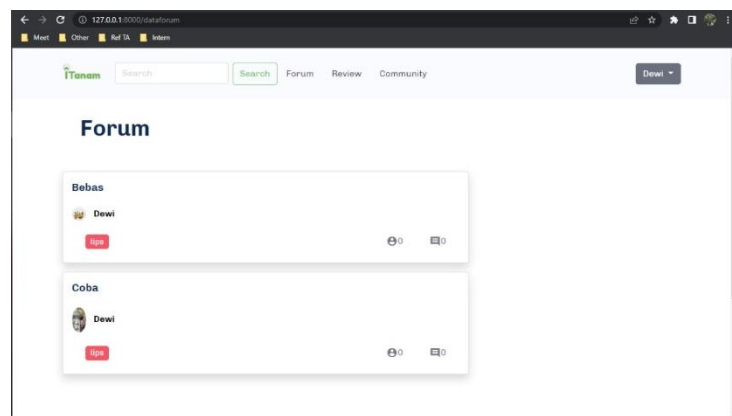 127.0.0.1:8000/dataforum
Meet Other Ref TA Intern
iTanam Search Search Forum Review Community Dewi
Forum
Bebas
Dewi
tips
0 0
Coba
Dewi
tips
0 0